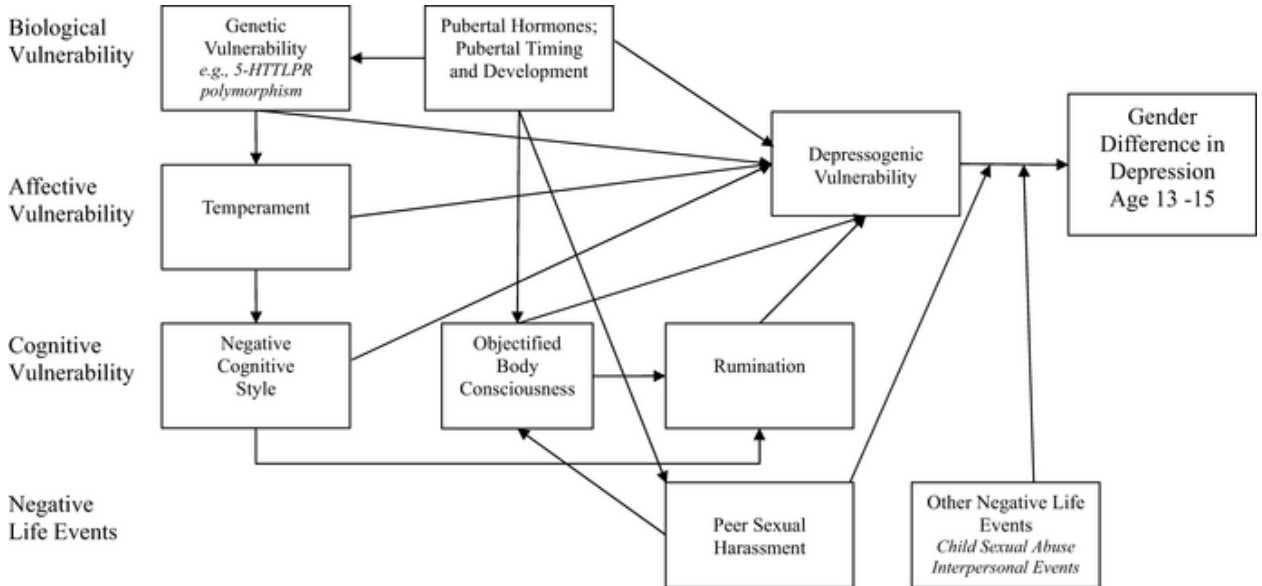 Biological
Vulnerability
Genetic
Vulnerability
e.g., 5-HTTLPR
polymorphism
Pubertal Hormones;
Pubertal Timing
and Development
Affective
Vulnerability
Temperament
Depressogenic
Vulnerability
Gender
Difference in
Depression
Age 13 -15
Cognitive
Vulnerability
Negative
Cognitive
Style
Objectified
Body
Consciousness
Rumination
Negative
Life Events
Peer Sexual
Harassment
Other Negative Life
Events
Child Sexual Abuse
Interpersonal Events